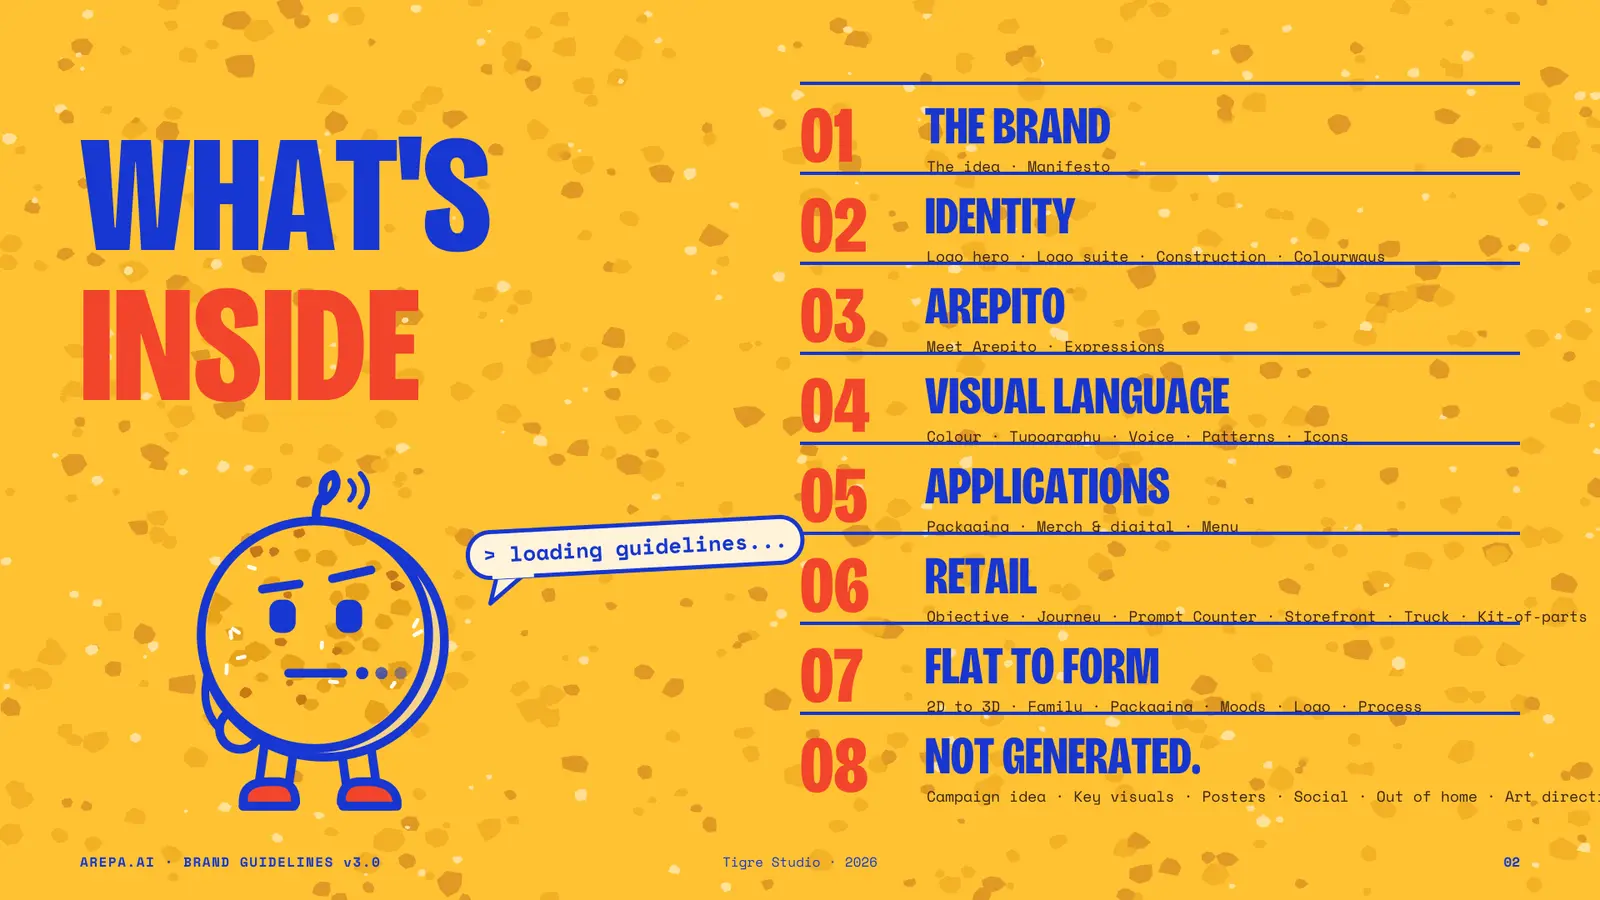 WHAT'S
INSIDE
> loading guidelines...
01
THE BRAND
The idea · Manifesto
02
IDENTITY
Logo hero · Logo suite · Construction · Colourways
03
AREPITO
Meet Arepito · Expressions
04
VISUAL LANGUAGE
Colour · Typography · Voice · Patterns · Icons
05
APPLICATIONS
Packaging · Merch & digital · Menu
06
RETAIL
Objective · Journey · Prompt Counter · Storefront · Truck · Kit-of-parts
07
FLAT TO FORM
2D to 3D · Family · Packaging · Moods · Logo · Process
08
NOT GENERATED.
Campaign idea · Key visuals · Posters · Social · Out of home · Art
AREPA.AI · BRAND GUIDELINES v3.0
Tigre Studio · 2026
02